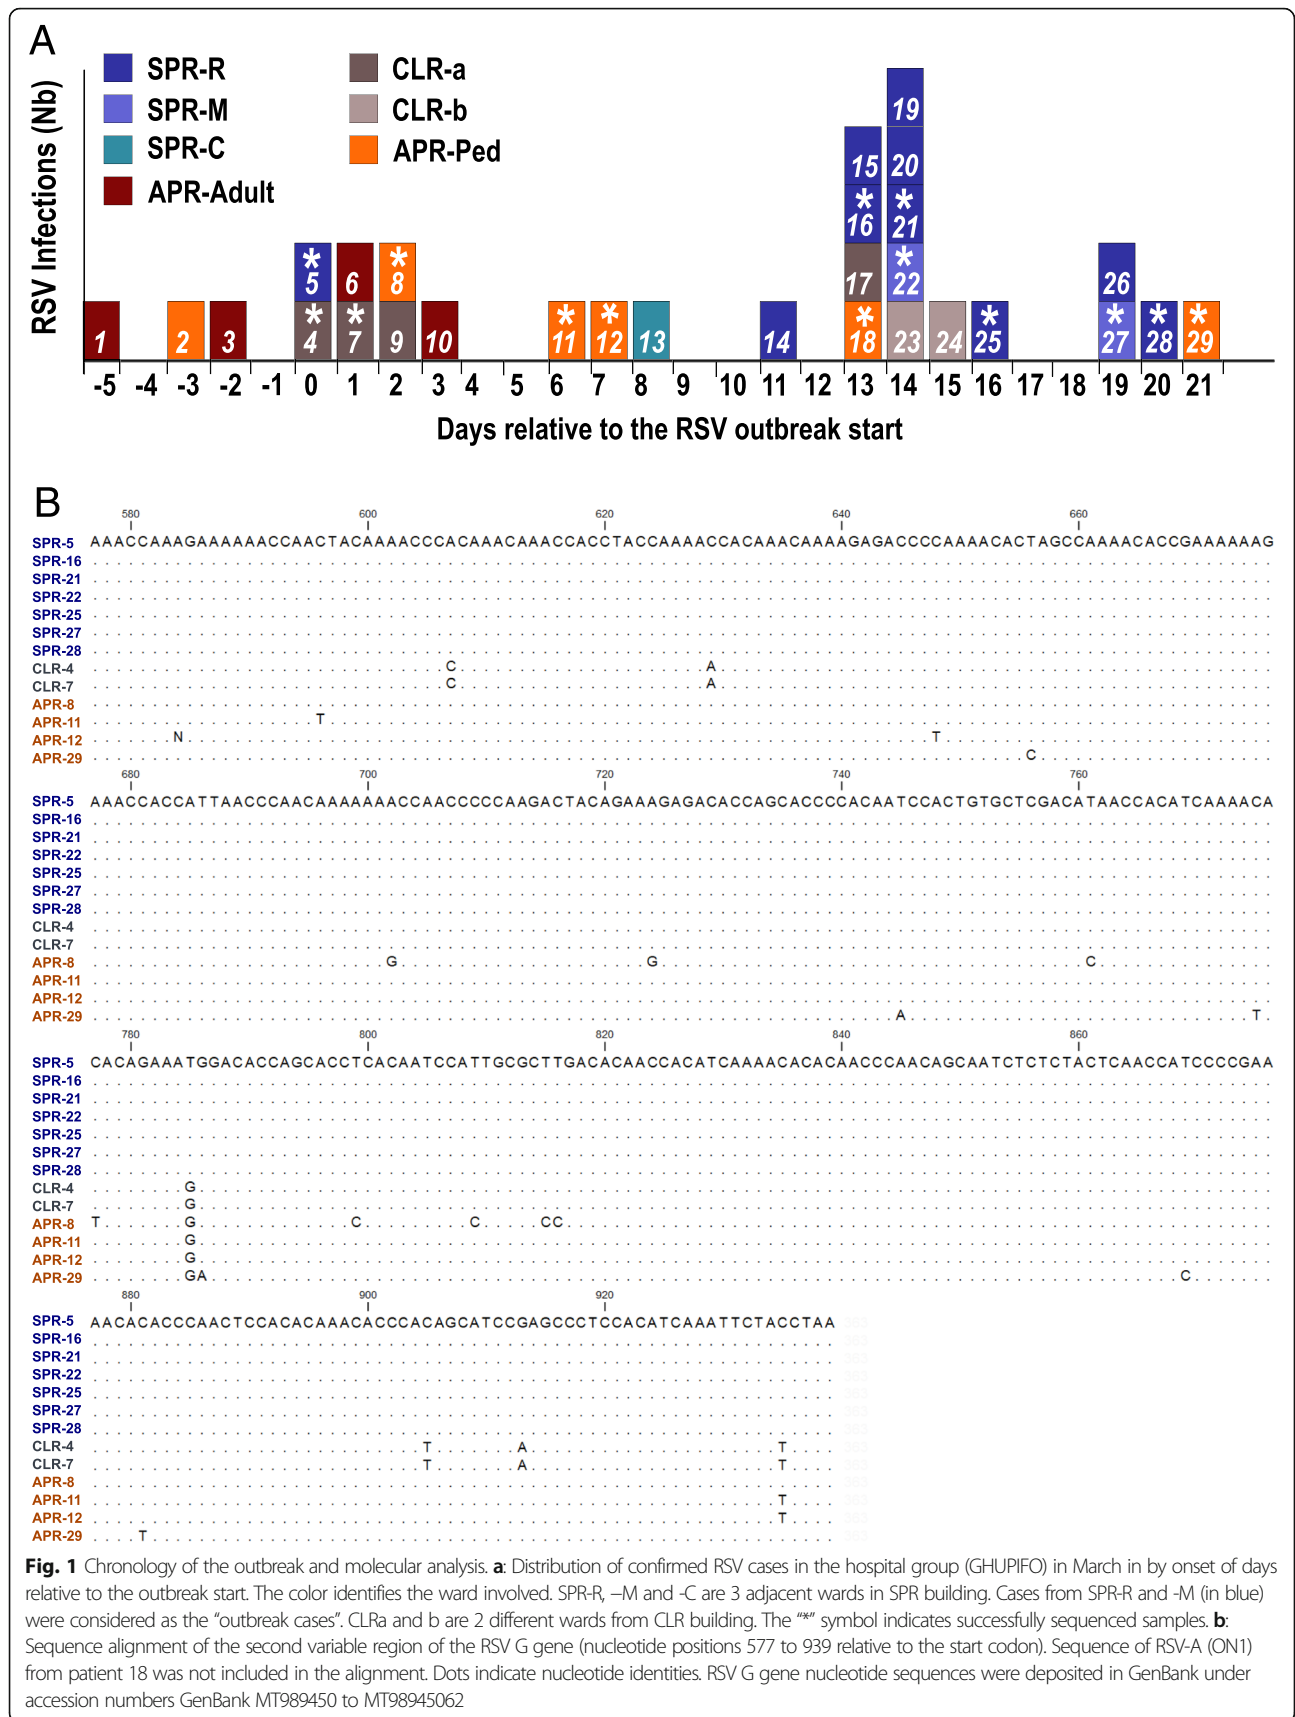 A
SPR-R
SPR-M
SPR-C
APR-Adult
CLR-a
CLR-b
APR-Ped
RSV Infections (Nb)
19
15 20
* *
16 21
* * * 6 * 17 * 26
5 8 22
* * * * * 18 * * * *
1 2 3 4 7 9 10 11 12 13 14 23 24 25 27 28 29
-5 -4 -3 -2 -1 0 1 2 3 4 5 6 7 8 9 10 11 12 13 14 15 16 17 18 19 20 21
Days relative to the RSV outbreak start
B
580 600 620 640 660
SPR-5 AAACCAAAGAAAAAACCAACTACAAAACCCACAAACAAACCACCTACCAAAACCACAAACAAAAGAGACCCCAAAACACTAGCCAAAACACCGAAAAAAG
SPR-16
SPR-21
SPR-22
SPR-25
SPR-27
SPR-28
CLR-4 C A
CLR-7 C A
APR-8
APR-11 T
APR-12 N T
APR-29 C
680 700 720 740 760
SPR-5 AAACCACCATTAACCCAACAAAAAAACCAACCCCCAAGACTACAGAAAGAGACACCAGCACCCCACAATCCACTGTGCTCGACATAACCACATCAAAACA
SPR-16
SPR-21
SPR-22
SPR-25
SPR-27
SPR-28
CLR-4
CLR-7
APR-8 G G C
APR-11
APR-12
APR-29 A T
780 800 820 840 860
SPR-5 CACAGAAATGGACACCAGCACCTCACAATCCATTGCGCTTGACACAACCACATCAAAACACACAACCCAACAGCAATCTCTCTACTCAACCATCCCCGAA
SPR-16
SPR-21
SPR-22
SPR-25
SPR-27
SPR-28
CLR-4 G
CLR-7 G
APR-8 T G C C CC
APR-11 G
APR-12 G
APR-29 GA C
880 900 920
SPR-5 AACACACCCAACTCCACACAAACACCCACAGCATCCGAGCCCTCCACATCAAATTCTACCTAA
SPR-16
SPR-21
SPR-22
SPR-25
SPR-27
SPR-28
CLR-4 T A T
CLR-7 T A T
APR-8
APR-11 T
APR-12 T
APR-29 T
Fig. 1 Chronology of the outbreak and molecular analysis. a: Distribution of confirmed RSV cases in the hospital group (GHUPIFO) in March in by onset of days
relative to the outbreak start. The color identifies the ward involved. SPR-R, –M and -C are 3 adjacent wards in SPR building. Cases from SPR-R and -M (in blue)
were considered as the “outbreak cases”. CLRa and b are 2 different wards from CLR building. The “*” symbol indicates successfully sequenced samples. b:
Sequence alignment of the second variable region of the RSV G gene (nucleotide positions 577 to 939 relative to the start codon). Sequence of RSV-A (ON1)
from patient 18 was not included in the alignment. Dots indicate nucleotide identities. RSV G gene nucleotide sequences were deposited in GenBank under
accession numbers GenBank MT989450 to MT98945062